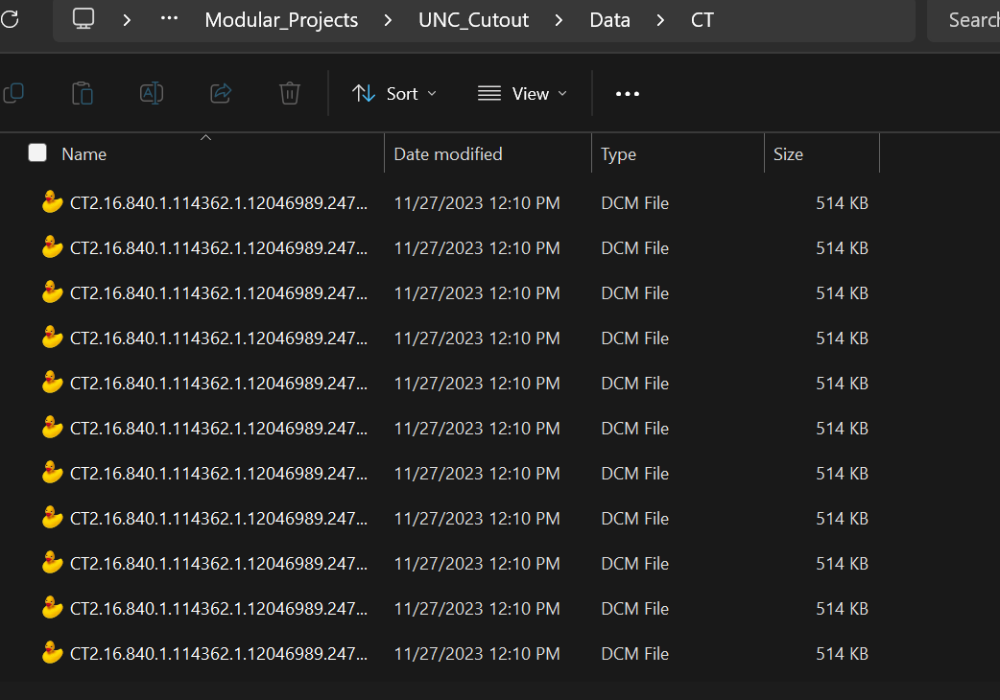 … Modular_Projects UNC_Cutout Data CT
Sort View
Name Date modified Type Size
CT2.16.840.1.114362.1.12046989.247... 11/27/2023 12:10 PM DCM File 514 KB
CT2.16.840.1.114362.1.12046989.247... 11/27/2023 12:10 PM DCM File 514 KB
CT2.16.840.1.114362.1.12046989.247... 11/27/2023 12:10 PM DCM File 514 KB
CT2.16.840.1.114362.1.12046989.247... 11/27/2023 12:10 PM DCM File 514 KB
CT2.16.840.1.114362.1.12046989.247... 11/27/2023 12:10 PM DCM File 514 KB
CT2.16.840.1.114362.1.12046989.247... 11/27/2023 12:10 PM DCM File 514 KB
CT2.16.840.1.114362.1.12046989.247... 11/27/2023 12:10 PM DCM File 514 KB
CT2.16.840.1.114362.1.12046989.247... 11/27/2023 12:10 PM DCM File 514 KB
CT2.16.840.1.114362.1.12046989.247... 11/27/2023 12:10 PM DCM File 514 KB
CT2.16.840.1.114362.1.12046989.247... 11/27/2023 12:10 PM DCM File 514 KB
CT2.16.840.1.114362.1.12046989.247... 11/27/2023 12:10 PM DCM File 514 KB